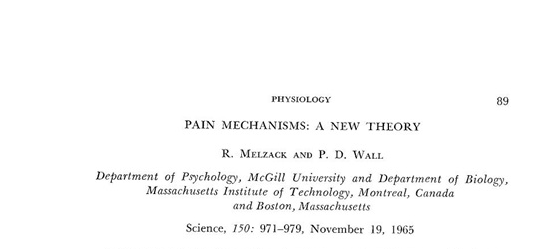 PHYSIOLOGY 89
PAIN MECHANISMS: A NEW THEORY
R. MELZACK AND P. D. WALL
Department of Psychology, McGill University and Department of Biology,
Massachusetts Institute of Technology, Montreal, Canada
and Boston, Massachusetts
Science, 150: 971–979, November 19, 1965